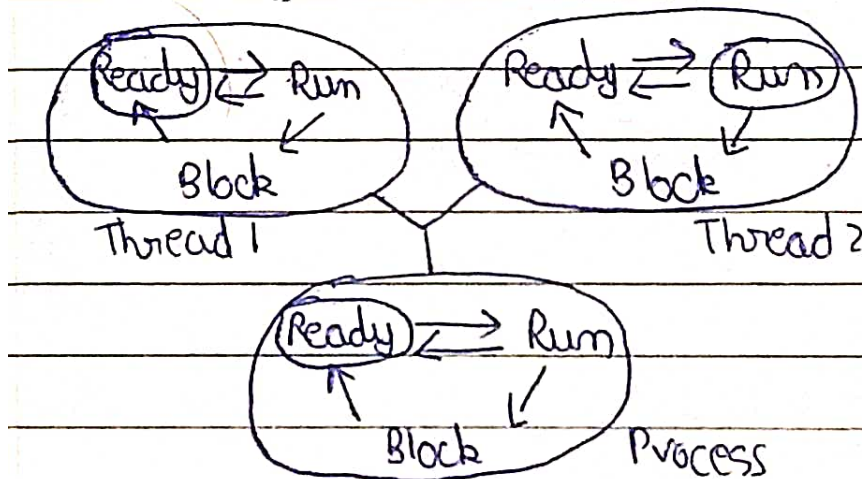 Ready Run Ready Run
Block Block
Thread 1 Thread 2
Ready Run
Block Process